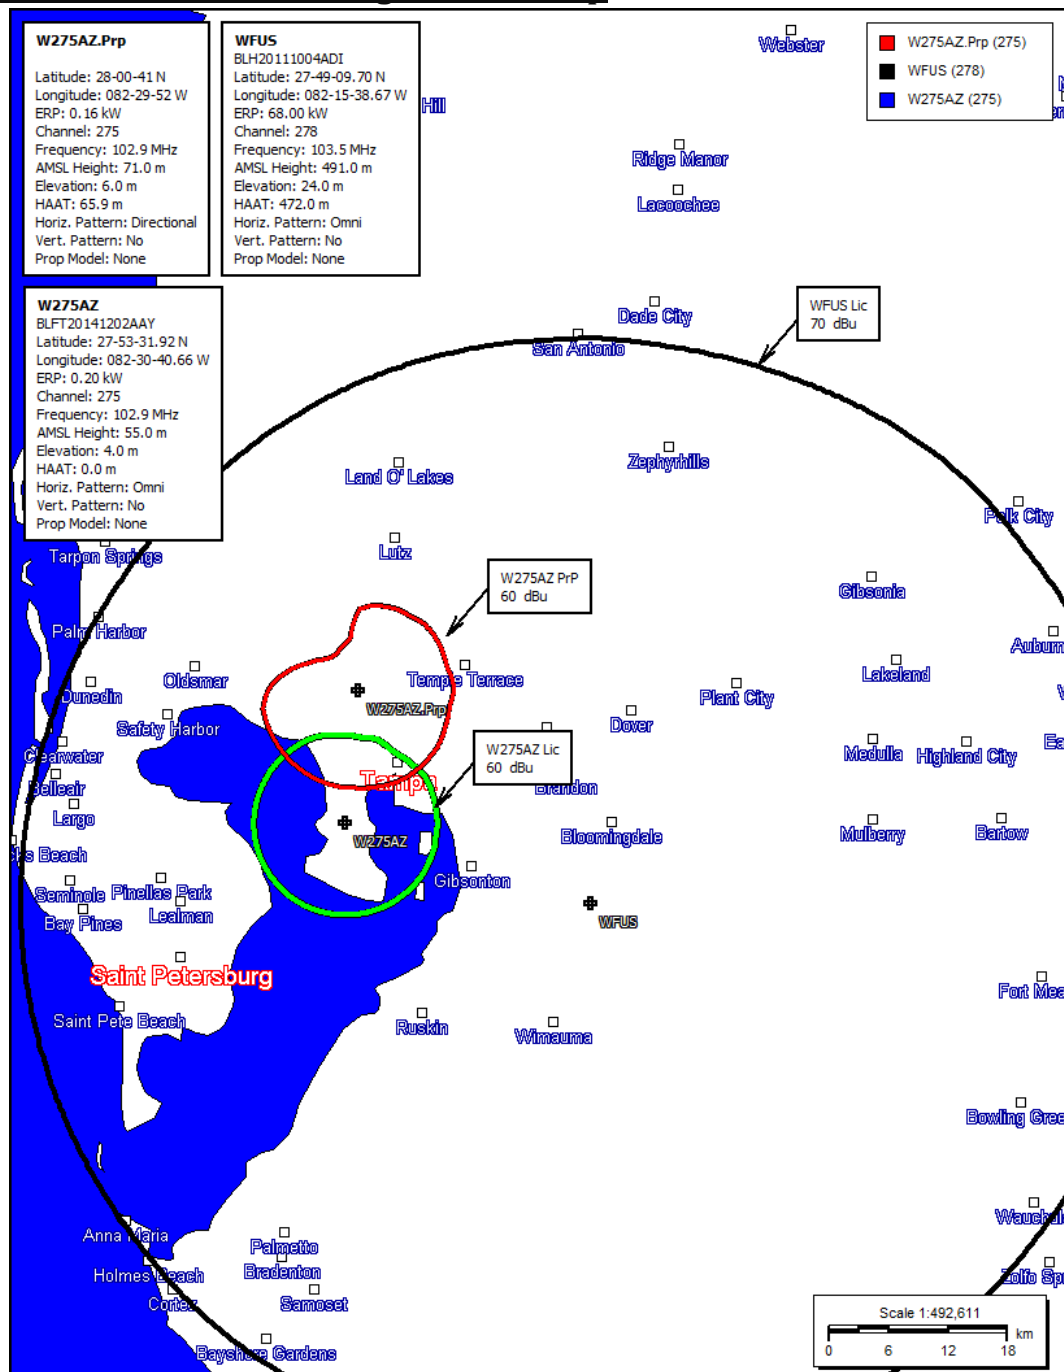 W275AZ.Prp
Latitude: 28-00-41 N
Longitude: 082-29-52 W
ERP: 0.16 kW
Channel: 275
Frequency: 102.9 MHz
AMSL Height: 71.0 m
Elevation: 6.0 m
HAAT: 65.9 m
Horiz. Pattern: Directional
Vert. Pattern: No
Prop Model: None
WFUS
BLH20111004ADI
Latitude: 27-49-09.70 N
Longitude: 082-15-38.67 W
ERP: 68.00 kW
Channel: 278
Frequency: 103.5 MHz
AMSL Height: 491.0 m
Elevation: 24.0 m
HAAT: 472.0 m
Horiz. Pattern: Omni
Vert. Pattern: No
Prop Model: None
W275AZ.Prp (275)
WFUS (278)
W275AZ (275)
Webster
Hill
Ridge Manor
Lacoochee
W275AZ
BLFT20141202AAY
Latitude: 27-53-31.92 N
Longitude: 082-30-40.66 W
ERP: 0.20 kW
Channel: 275
Frequency: 102.9 MHz
AMSL Height: 55.0 m
Elevation: 4.0 m
HAAT: 0.0 m
Horiz. Pattern: Omni
Vert. Pattern: No
Prop Model: None
WFUS Lic
70 dBu
Dade City
San Antonio
Zephyrhills
Land O' Lakes
Polk City
Lutz
Tarpon Springs
W275AZ PrP
60 dBu
Gibsonia
Palm Harbor
Auburn
Oldsmar
Temple Terrace
Lakeland
Dunedin
Plant City
W275AZ.Prp
Safety Harbor
Dover
W275AZ Lic
60 dBu
Clearwater
Medulla
Highland City
Ea
Tampa
Belleair
Brandon
Largo
Bloomingdale
Mulberry
Bartow
W275AZ
chs Beach
Gibsonton
Seminole
Pinellas Park
Lealman
Bay Pines
WFUS
Saint Petersburg
Fort Mea
Saint Pete Beach
Ruskin
Wimauma
Bowling Gree
Wauchul
Anna Maria
Palmetto
Bradenton
Holmes Beach
Zolfo Sp
Cortez
Samoset
Bayshore Gardens
Scale 1:492,611
0 6 12 18 km